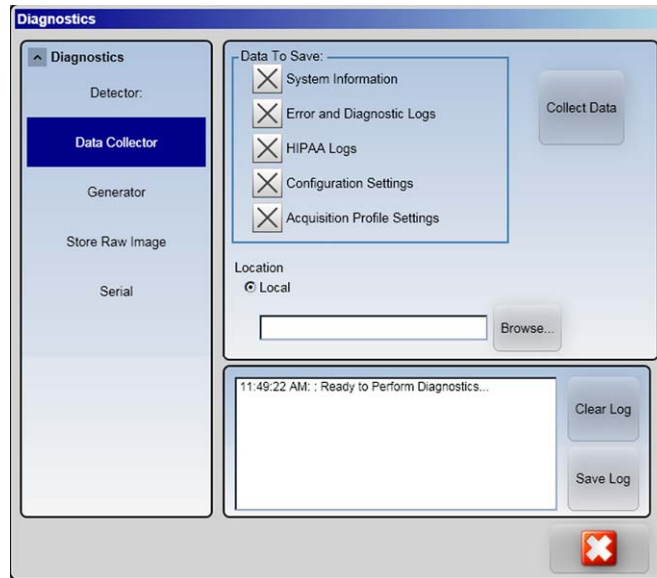 Diagnostics
Diagnostics
Detector:
Data Collector
Generator
Store Raw Image
Serial
Data To Save:
System Information
Error and Diagnostic Logs
HIPAA Logs
Configuration Settings
Acquisition Profile Settings
Collect Data
Location
Local
Browse...
11:49:22 AM: : Ready to Perform Diagnostics...
Clear Log
Save Log